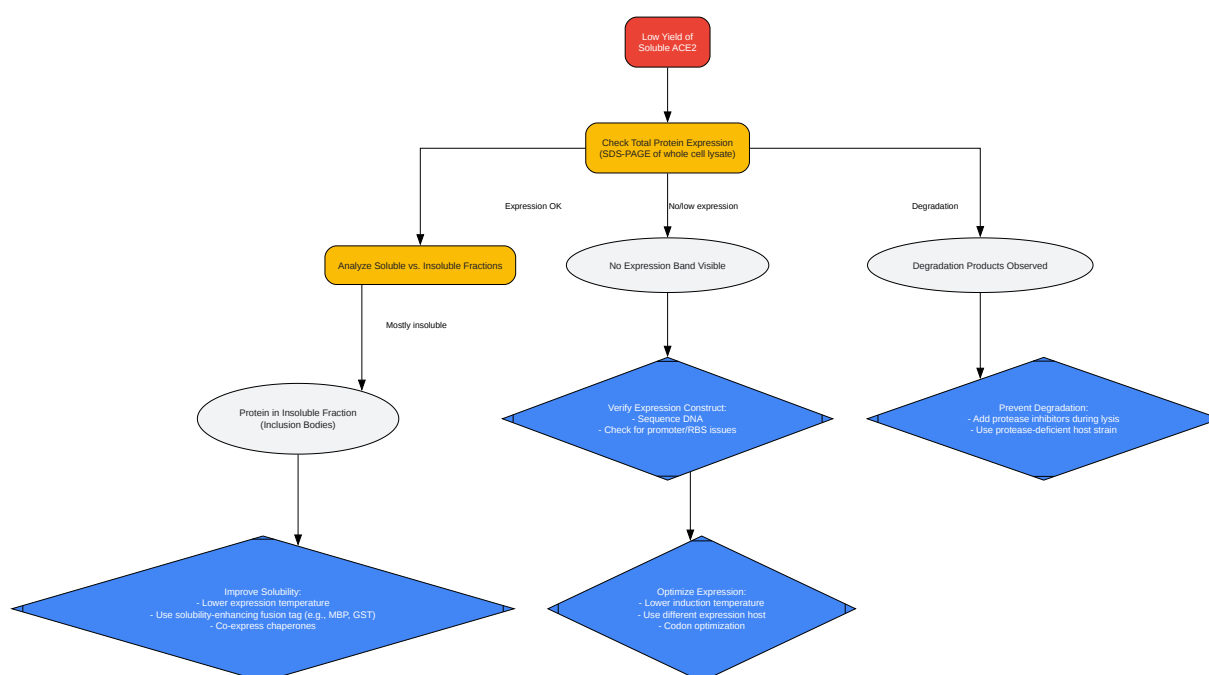 Low Yield of
Soluble ACE2
Check Total Protein Expression
(SDS-PAGE of whole cell lysate)
Expression OK
No/low expression
Degradation
Analyze Soluble vs. Insoluble Fractions
No Expression Band Visible
Degradation Products Observed
Mostly insoluble
Protein in Insoluble Fraction
(Inclusion Bodies)
Verify Expression Construct:
- Sequence DNA
- Check for promoter/RBS issues
Prevent Degradation:
- Add protease inhibitors during lysis
- Use protease-deficient host strain
Improve Solubility:
- Lower expression temperature
- Use solubility-enhancing fusion tag (e.g., MBP, GST)
- Co-express chaperones
Optimize Expression:
- Lower induction temperature
- Use different expression host
- Codon optimization